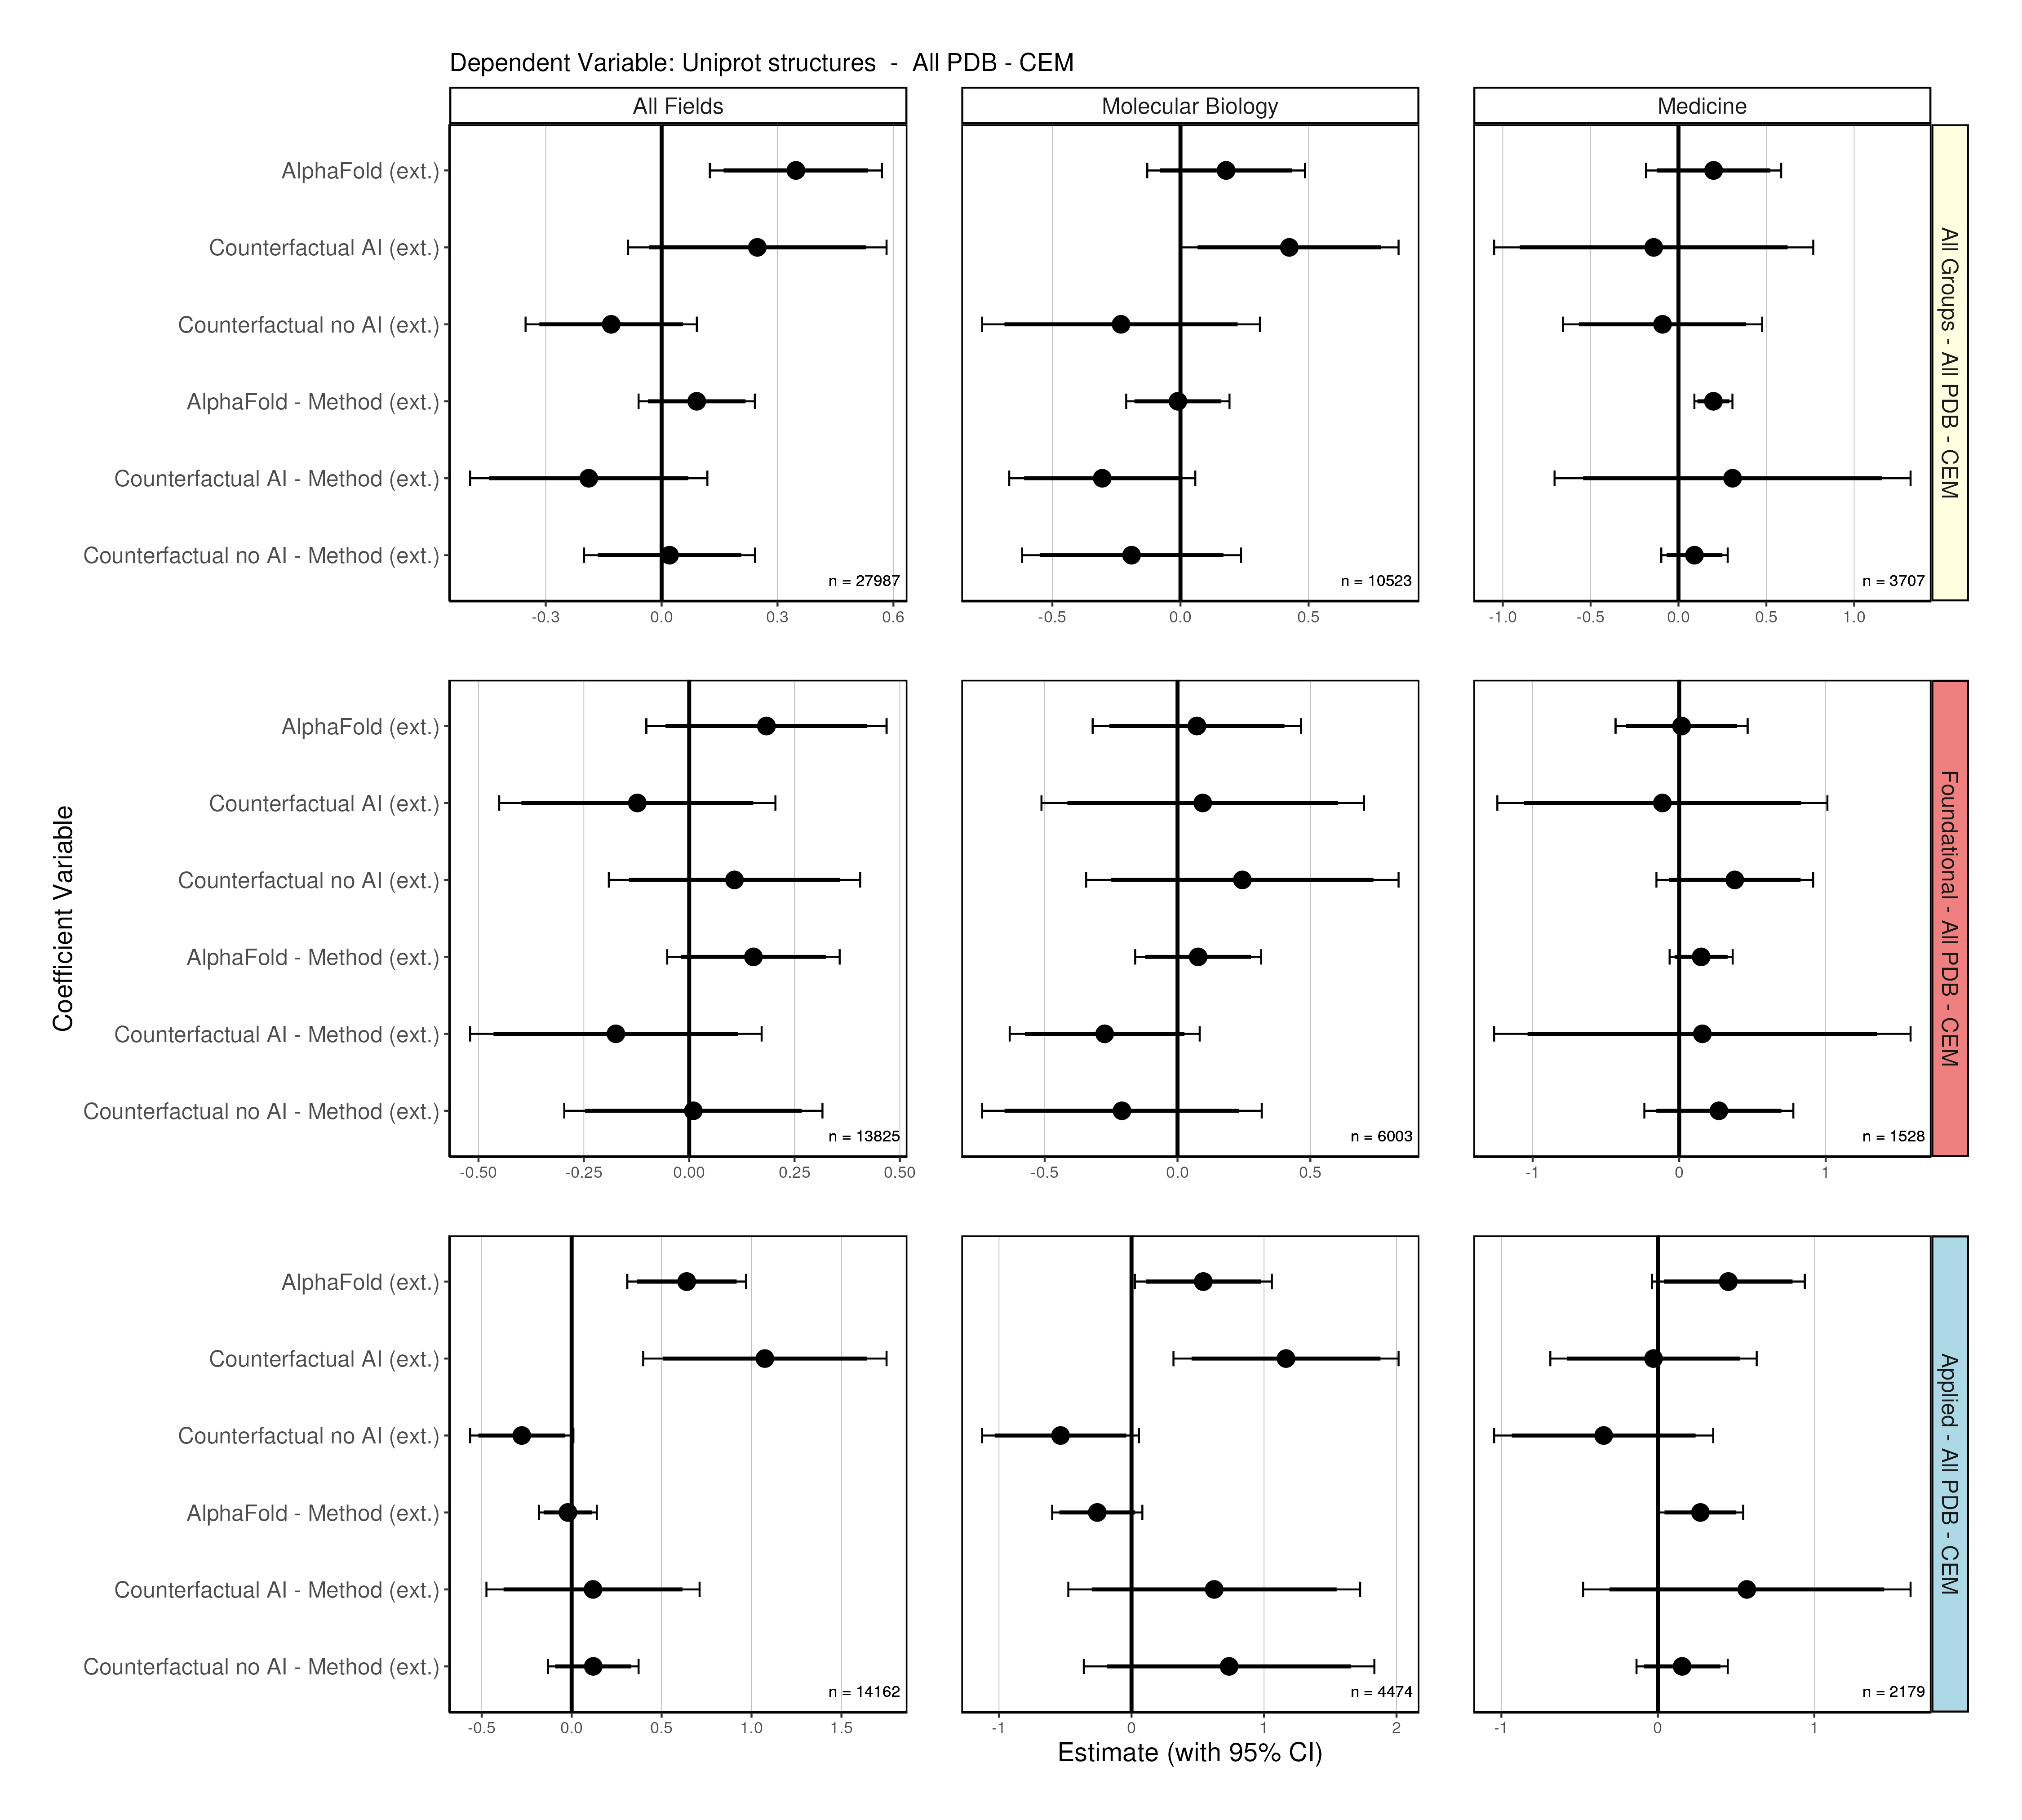 Dependent Variable: Uniprot structures - All PDB - CEM
All Fields
Molecular Biology
Medicine
AlphaFold (ext.)
Counterfactual AI (ext.)
Counterfactual no AI (ext.)
AlphaFold - Method (ext.)
Counterfactual AI - Method (ext.)
Counterfactual no AI - Method (ext.)
n = 27987
n = 10523
n = 3707
-0.3 0.0 0.3 0.6
-0.5 0.0 0.5
-1.0 -0.5 0.0 0.5 1.0
All Groups - All PDB - CEM
Coefficient Variable
AlphaFold (ext.)
Counterfactual AI (ext.)
Counterfactual no AI (ext.)
AlphaFold - Method (ext.)
Counterfactual AI - Method (ext.)
Counterfactual no AI - Method (ext.)
n = 13825
n = 6003
n = 1528
-0.50 -0.25 0.00 0.25 0.50
-0.5 0.0 0.5
-1 0 1
Foundational - All PDB - CEM
AlphaFold (ext.)
Counterfactual AI (ext.)
Counterfactual no AI (ext.)
AlphaFold - Method (ext.)
Counterfactual AI - Method (ext.)
Counterfactual no AI - Method (ext.)
n = 14162
n = 4474
n = 2179
-0.5 0.0 0.5 1.0 1.5
-1 0 1 2
-1 0 1
Applied - All PDB - CEM
Estimate (with 95% CI)